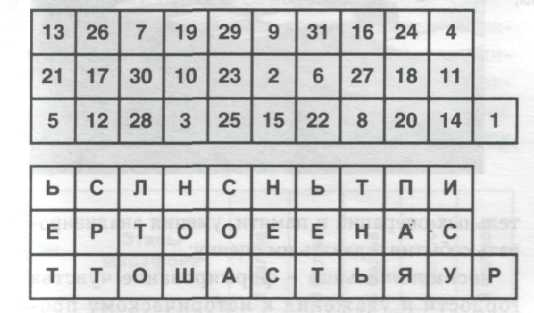 13 26 7 19 29 9 31 16 24 4
21 17 30 10 23 2 6 27 18 11
5 12 28 3 25 15 22 8 20 14 1
Ь С Л Н С Н Ь Т П И
Е Р Т О О Е Е Н А С
Т Т О Ш А С Т Ь Я У Р